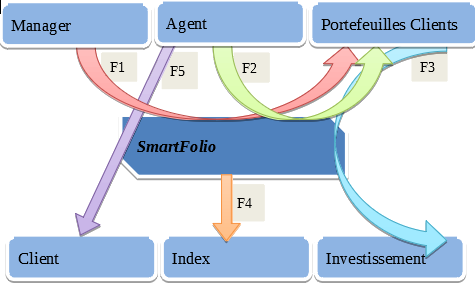 Manager
Agent
Portefeuilles Clients
F1
F5
F2
F3
SmartFolio
F4
Client
Index
Investissement